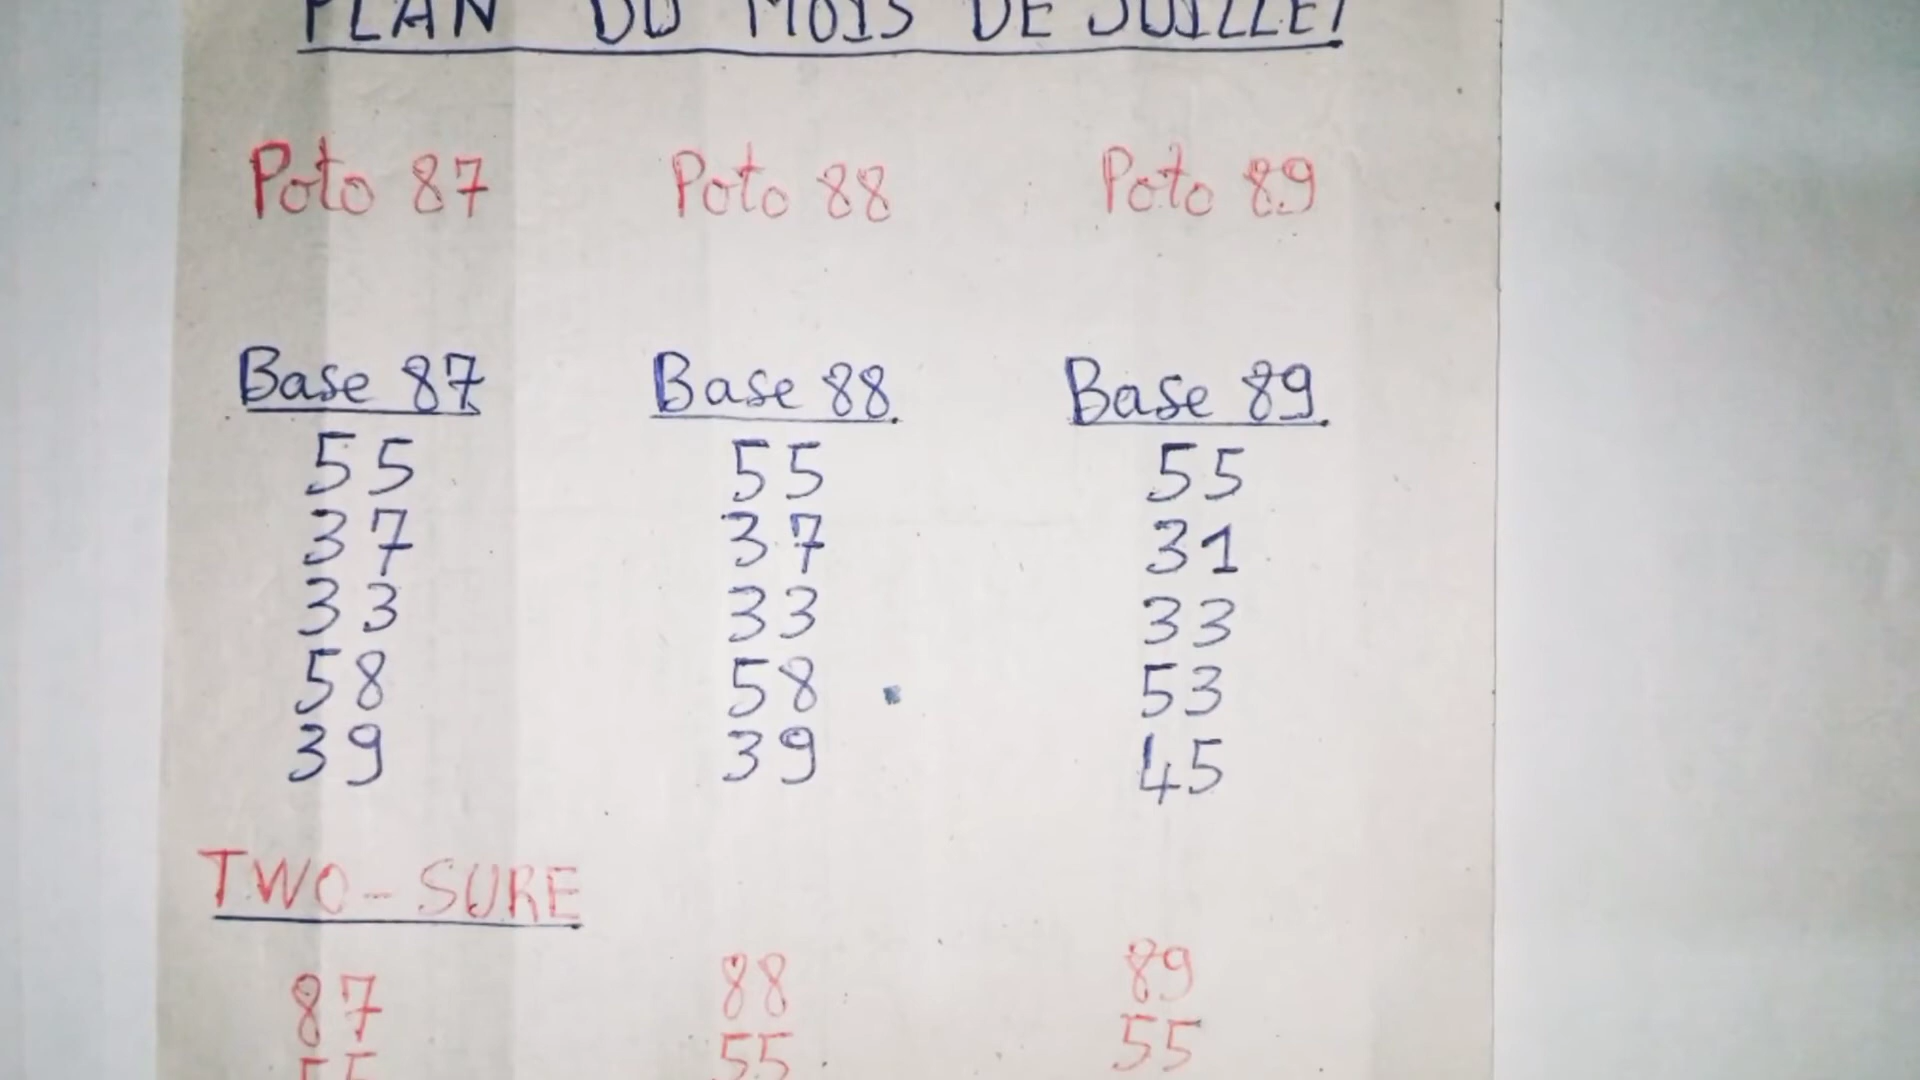 PLAN DU MOIS DE JUILLET
Poto 87 Poto 88 Poto 89
Base 87 Base 88. Base 89.
55 55 55
37 37 31
33 33 33
58 58 53
39 39 45
TWO-SURE
87 88 89
55 55 55